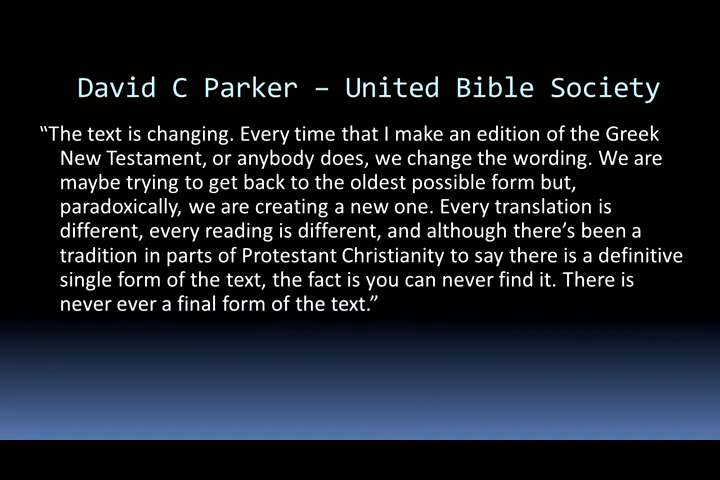 David C Parker – United Bible Society
“The text is changing. Every time that I make an edition of the Greek
New Testament, or anybody does, we change the wording. We are
maybe trying to get back to the oldest possible form but,
paradoxically, we are creating a new one. Every translation is
different, every reading is different, and although there’s been a
tradition in parts of Protestant Christianity to say there is a definitive
single form of the text, the fact is you can never find it. There is
never ever a final form of the text.”